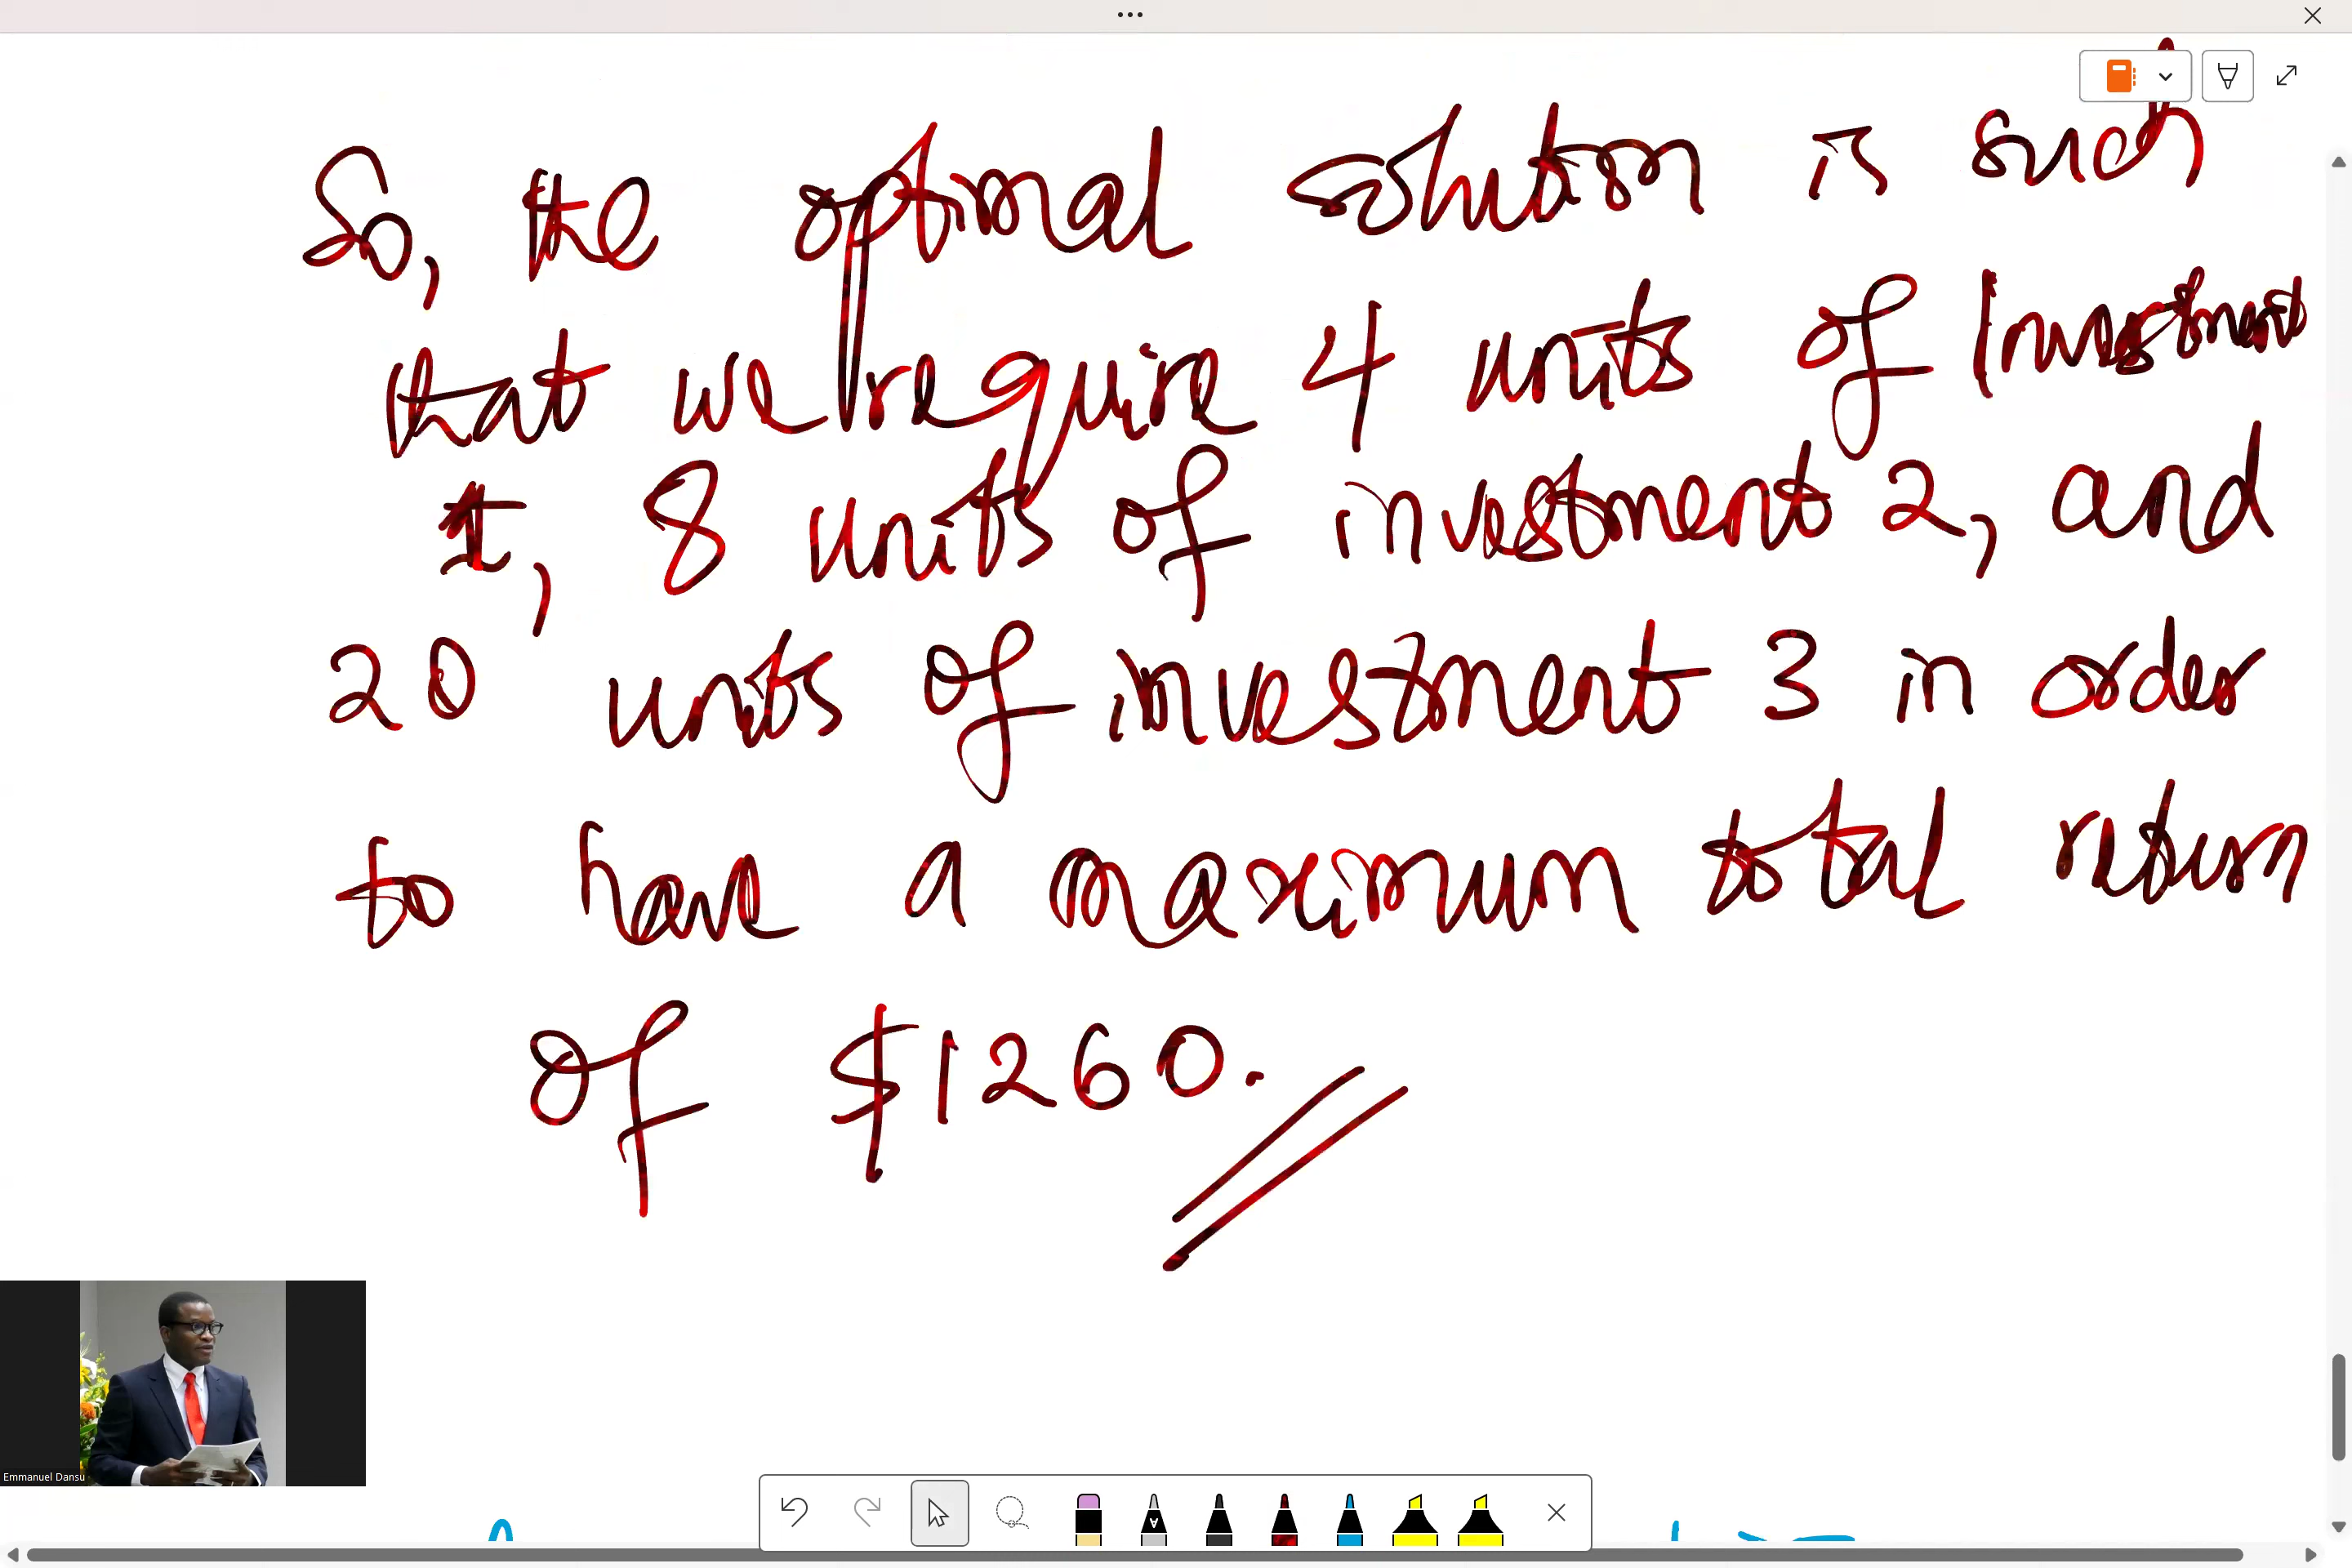 So, the optimal solution is such
that we require 4 units of Investment
1, 8 units of investment 2, and
20 units of investment 3 in order
to have a maximum total return
of $1260.
Emmanuel Dansu